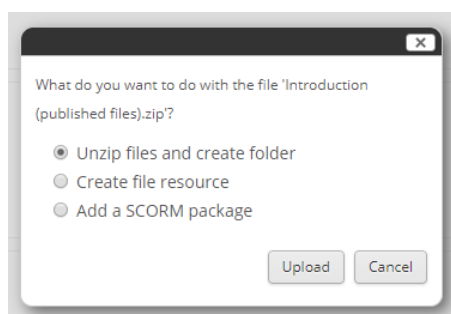 What do you want to do with the file 'Introduction
(published files).zip'?
Unzip files and create folder
Create file resource
Add a SCORM package
Upload Cancel